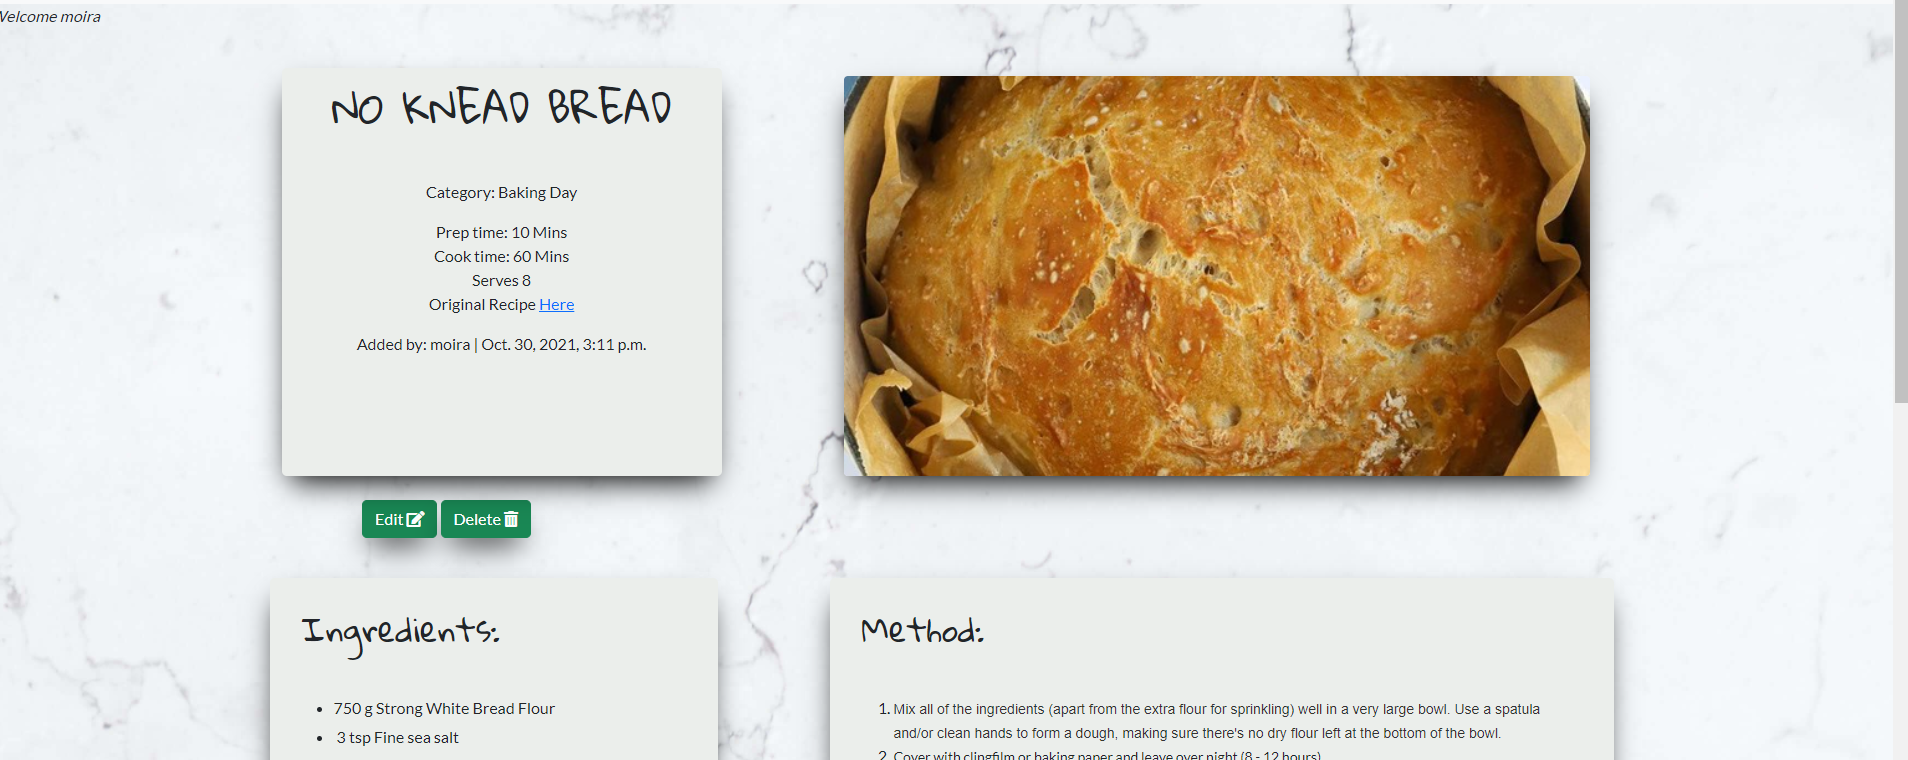 Welcome moira
NO KNEAD BREAD
Category: Baking Day
Prep time: 10 Mins
Cook time: 60 Mins
Serves 8
Original Recipe Here
Added by: moira | Oct. 30, 2021, 3:11 p.m.
Edit
Delete
Ingredients:
• 750 g Strong White Bread Flour
• 3 tsp Fine sea salt
Method:
1. Mix all of the ingredients (apart from the extra flour for sprinkling) well in a very large bowl. Use a spatula
and/or clean hands to form a dough, making sure there's no dry flour left at the bottom of the bowl.
2. Cover with clingfilm or baking paper and leave over night (8 - 12 hours)